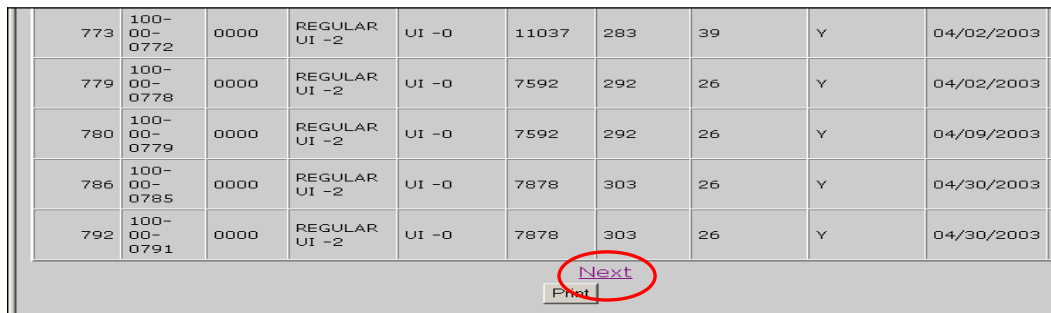 773 100-00-0772 0000 REGULAR UI -2 UI -0 11037 283 39 Y 04/02/2003
779 100-00-0778 0000 REGULAR UI -2 UI -0 7592 292 26 Y 04/02/2003
780 100-00-0779 0000 REGULAR UI -2 UI -0 7592 292 26 Y 04/09/2003
786 100-00-0785 0000 REGULAR UI -2 UI -0 7878 303 26 Y 04/30/2003
792 100-00-0791 0000 REGULAR UI -2 UI -0 7878 303 26 Y 04/30/2003
Next
Print